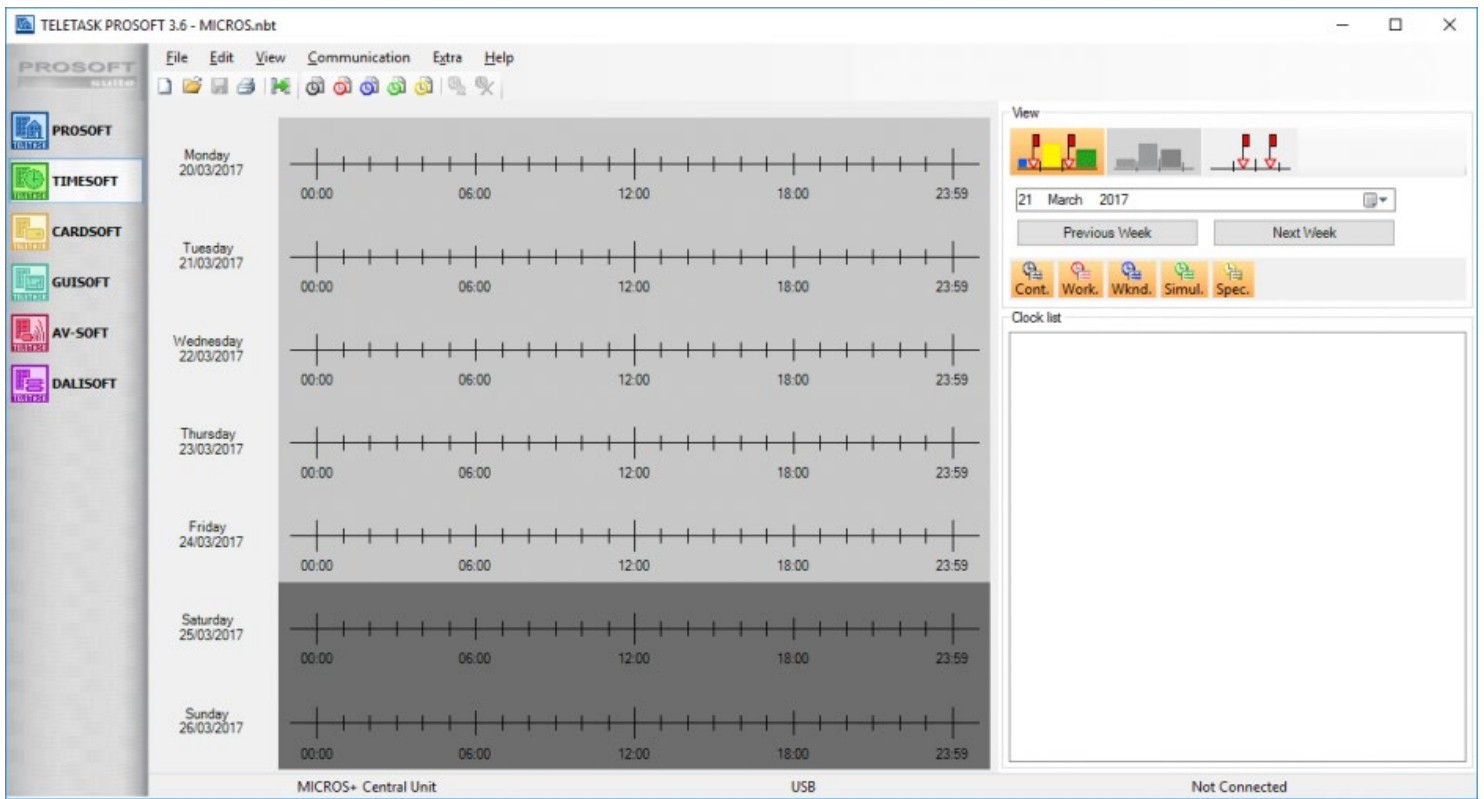 TELETASK PROSOFT 3.6 - MICROS.nbt
PROSOFT
suite
File Edit View Communication Extra Help
PROSOFT
TELETASK
TIMESOFT
TELETASK
CARDSOFT
TELETASK
GUISOFT
TELETASK
AV-SOFT
TELETASK
DALISOFT
TELETASK
Monday
20/03/2017
00:00 06:00 12:00 18:00 23:59
Tuesday
21/03/2017
00:00 06:00 12:00 18:00 23:59
Wednesday
22/03/2017
00:00 06:00 12:00 18:00 23:59
Thursday
23/03/2017
00:00 06:00 12:00 18:00 23:59
Friday
24/03/2017
00:00 06:00 12:00 18:00 23:59
Saturday
25/03/2017
00:00 06:00 12:00 18:00 23:59
Sunday
26/03/2017
00:00 06:00 12:00 18:00 23:59
View
21 March 2017
Previous Week Next Week
Cont. Work. Wknd. Simul. Spec.
Clock list
MICROS+ Central Unit USB Not Connected